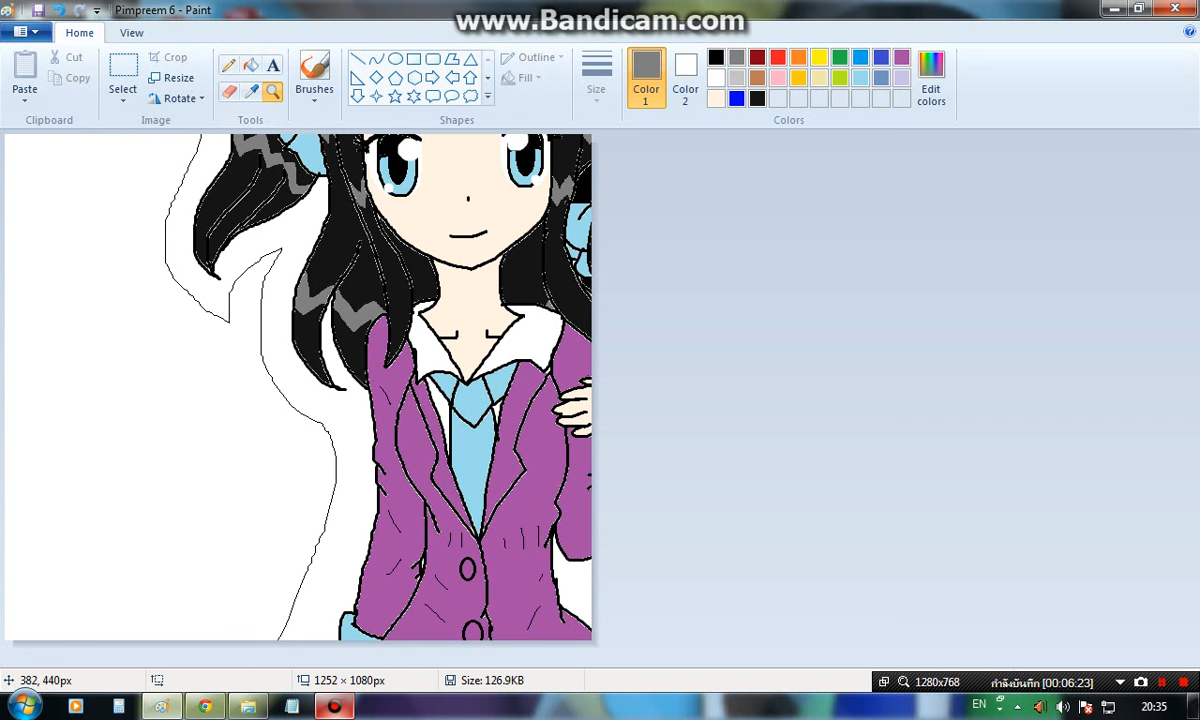 www.Bandicam.com
Pimpreem 6 - Paint
Home
View
Cut
Copy
Paste
Clipboard
Crop
Resize
Rotate
Select
Image
A
Tools
Brushes
Outline
Fill
Shapes
Size
Color 1
Color 2
Edit colors
Colors
382, 440px
1252 × 1080px
Size: 126.9KB
1280x768
กำลังบันทึก [00:06:23]
EN
20:35